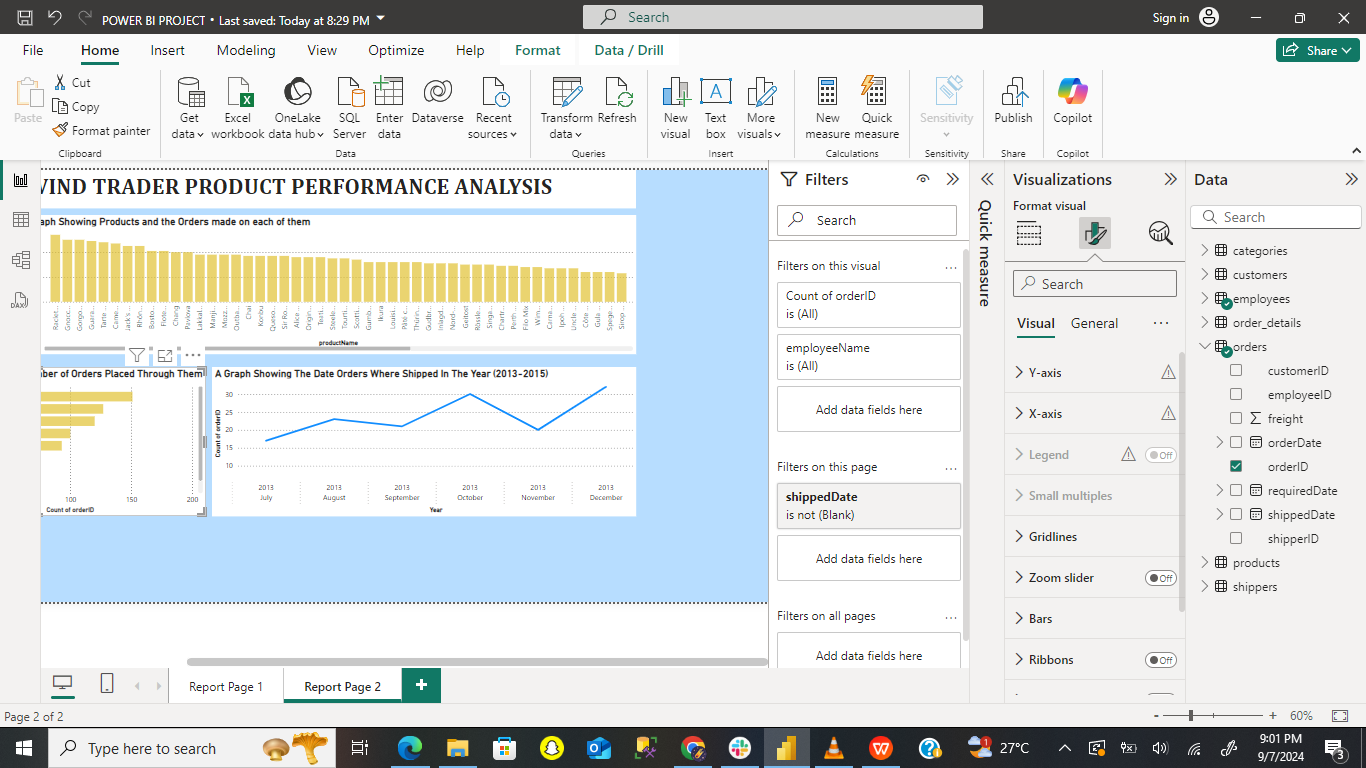 POWER BI PROJECT • Last saved: Today at 8:29 PM
Search
Sign in
File Home Insert Modeling View Optimize Help Format Data / Drill
Share
Paste
Cut
Copy
Format painter
Clipboard
Get data
Excel workbook
OneLake data hub
SQL Server
Enter data
Dataverse
Recent sources
Data
Transform data
Refresh
Queries
New visual
Text box
More visuals
Insert
New measure
Quick measure
Calculations
Sensitivity
Sensitivity
Publish
Share
Copilot
Copilot
VIND TRADER PRODUCT PERFORMANCE ANALYSIS
aph Showing Products and the Orders made on each of them
productName
nber of Orders Placed Through Them
100 150 200
Count of orderID
A Graph Showing The Date Orders Where Shipped In The Year (2013-2015)
Count of orderID
30
25
20
15
10
2013 2013 2013 2013 2013 2013
July August September October November December
Year
Filters
Search
Filters on this visual
Count of orderID
is (All)
employeeName
is (All)
Add data fields here
Filters on this page
shippedDate
is not (Blank)
Add data fields here
Filters on all pages
Add data fields here
Quick measure
Visualizations
Format visual
Search
Visual General
Y-axis
X-axis
Legend Off
Small multiples
Gridlines
Zoom slider Off
Bars
Ribbons Off
Data
Search
categories
customers
employees
order_details
orders
customerID
employeeID
freight
orderDate
orderID
requiredDate
shippedDate
shipperID
products
shippers
Report Page 1 Report Page 2
Page 2 of 2
60%
Type here to search
27°C
9:01 PM
9/7/2024
3